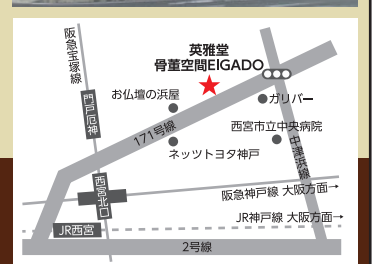 英雅堂
骨董空間EIGADO
阪急宝塚線
お仏壇の浜屋
ガリバー
門戸厄神
171号線
西宮市立中央病院
ネッツトヨタ神戸
中津浜線
西宮北口
阪急神戸線 大阪方面→
JR神戸線 大阪方面→
JR西宮
2号線